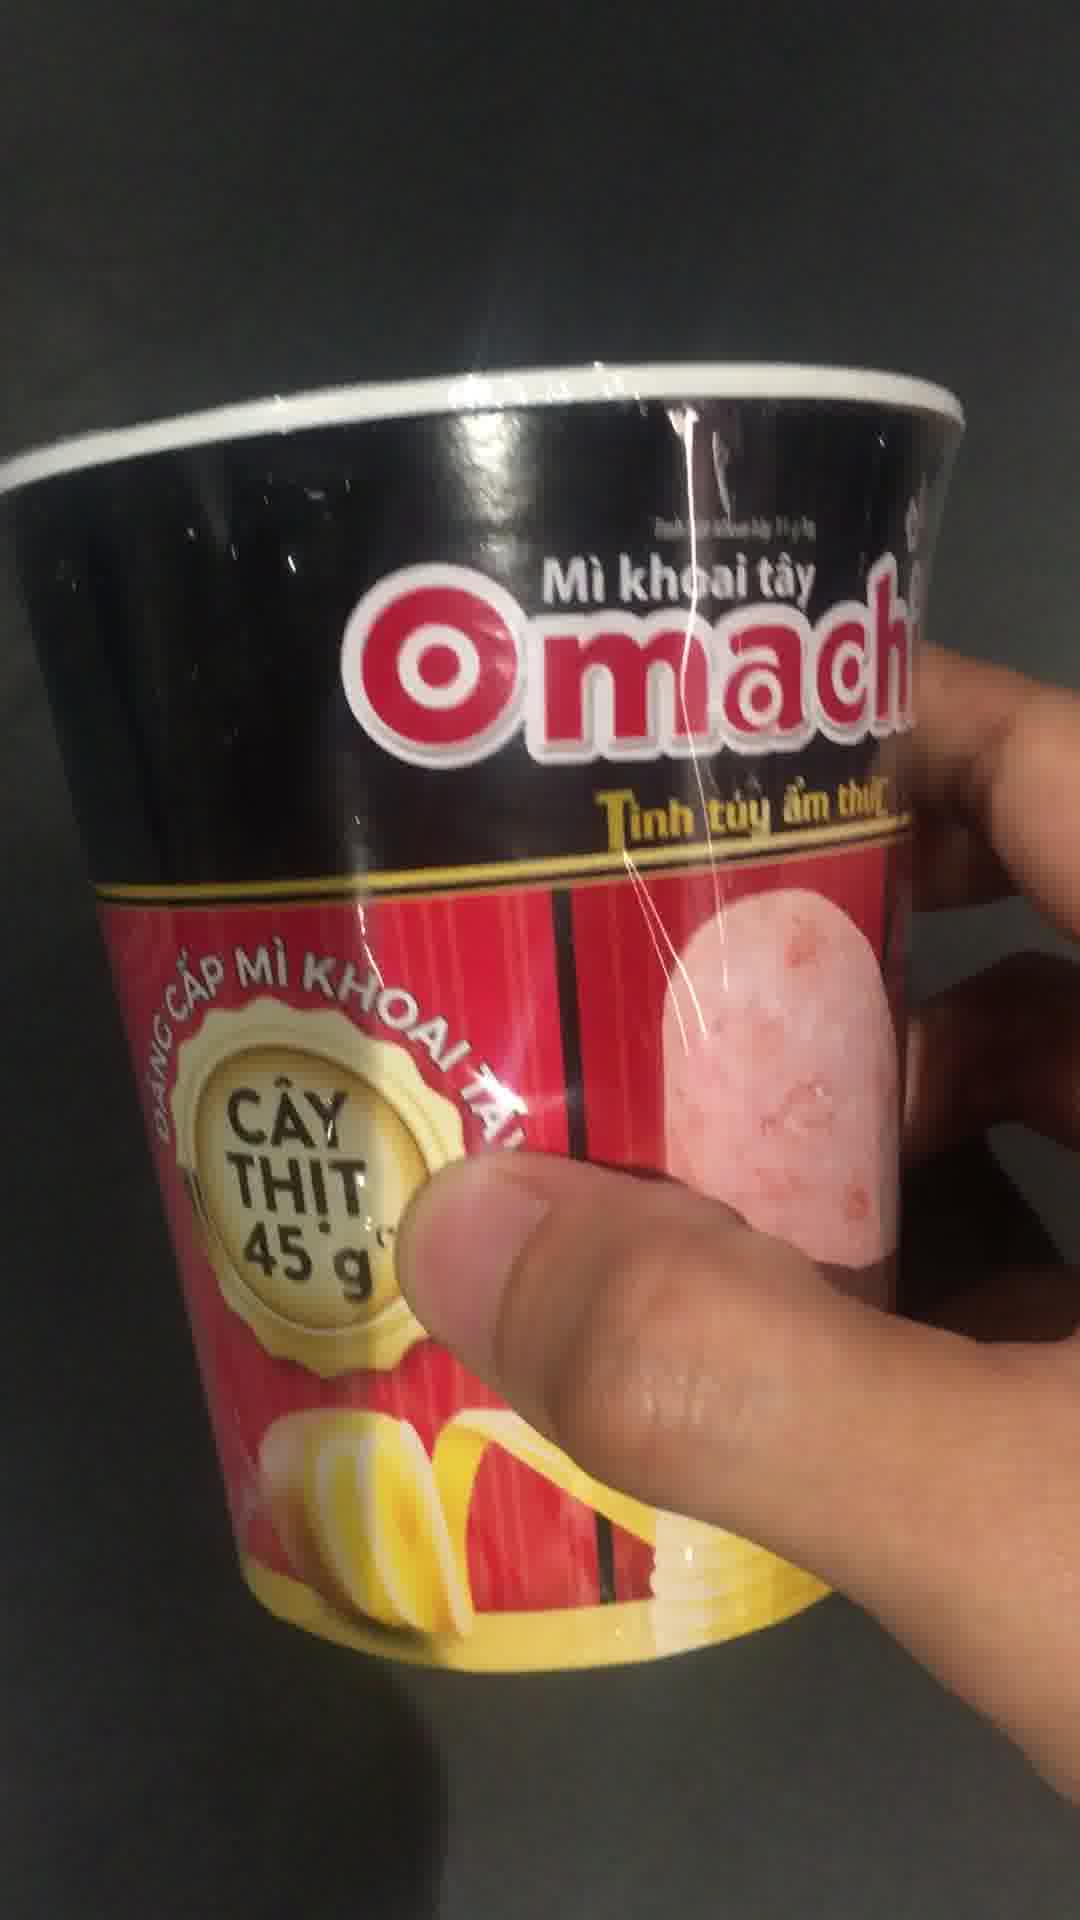 Mì khoai tây
Omachi
Tinh túy ẩm thực
ĐẲNG CẤP MÌ KHOAI TÂY
CÂY
THỊT
45 g